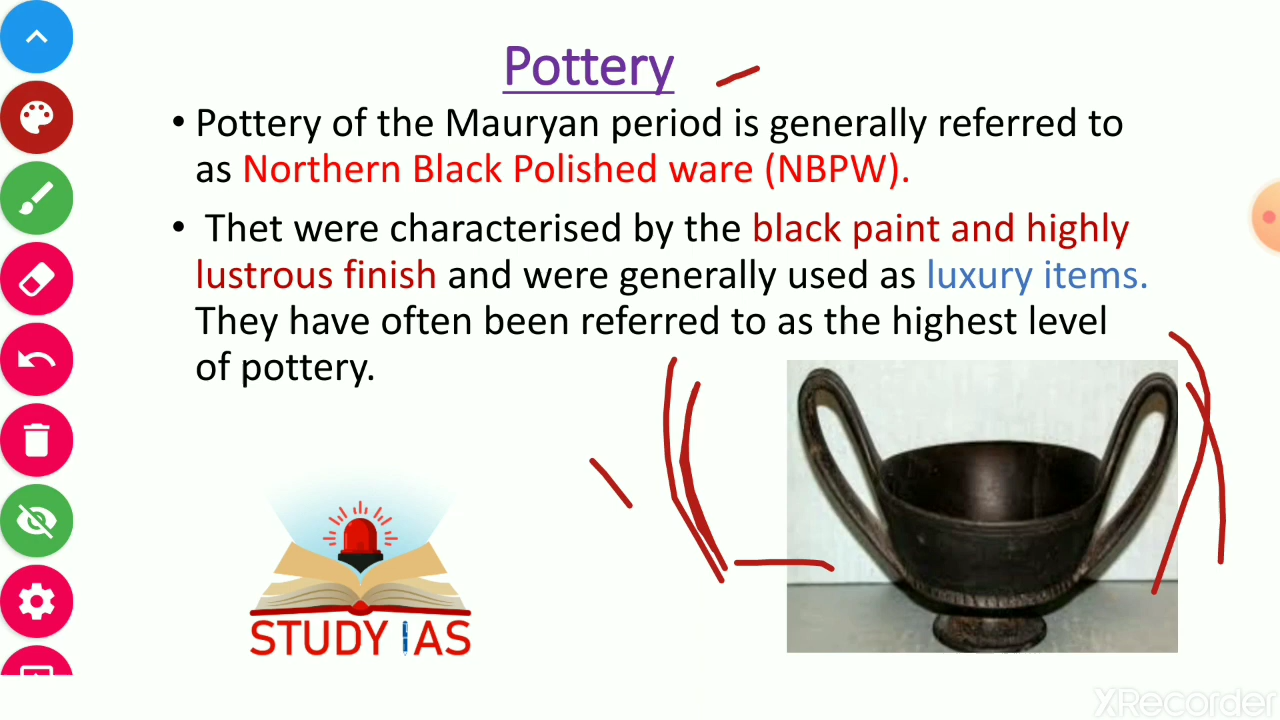 Pottery
• Pottery of the Mauryan period is generally referred to
as Northern Black Polished ware (NBPW).
• Thet were characterised by the black paint and highly
lustrous finish and were generally used as luxury items.
They have often been referred to as the highest level
of pottery.
STUDY IAS
XRecorder